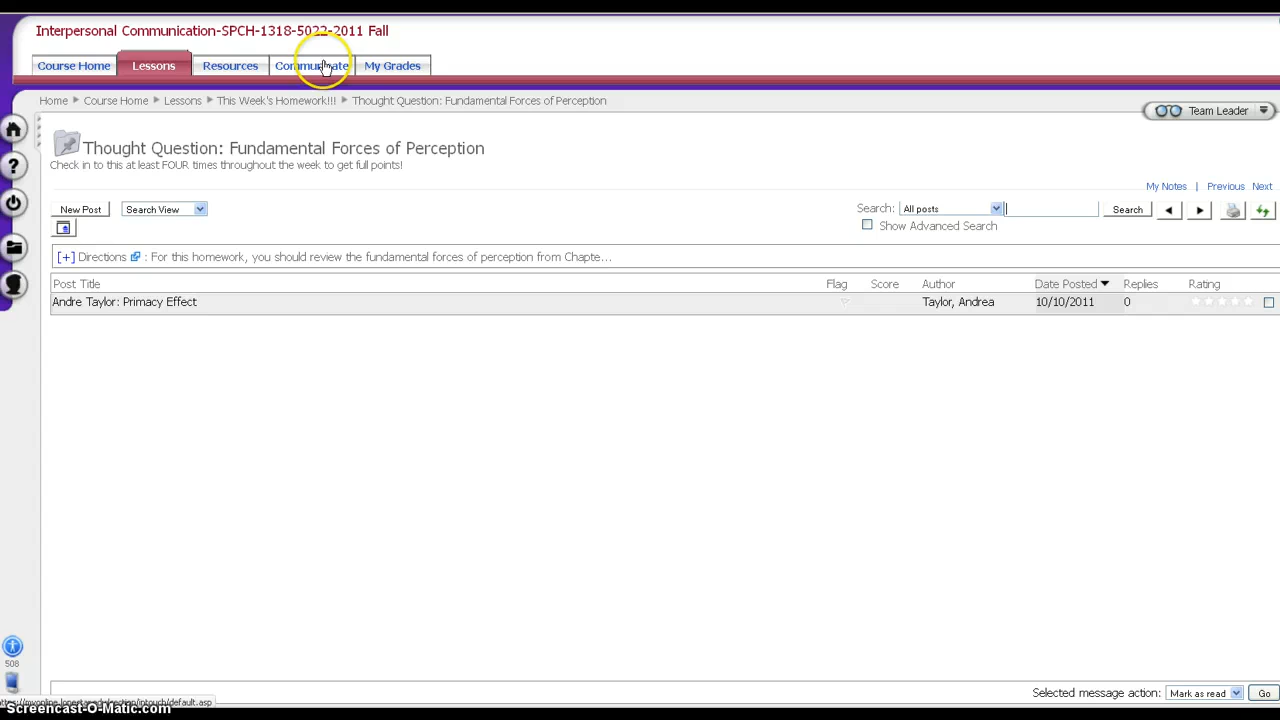 Interpersonal Communication-SPCH-1318-5022-2011 Fall
Course Home Lessons Resources Communicate My Grades
Home Course Home Lessons This Week's Homework!!! Thought Question: Fundamental Forces of Perception
Team Leader
Thought Question: Fundamental Forces of Perception
Check in to this at least FOUR times throughout the week to get full points!
My Notes | Previous Next
New Post Search View Search: All posts Search
Show Advanced Search
[+] Directions : For this homework, you should review the fundamental forces of perception from Chapte...
Post Title Flag Score Author Date Posted Replies Rating
Andre Taylor: Primacy Effect Taylor, Andrea 10/10/2011 0
508
Selected message action: Mark as read Go
Screencast-O-Matic.com